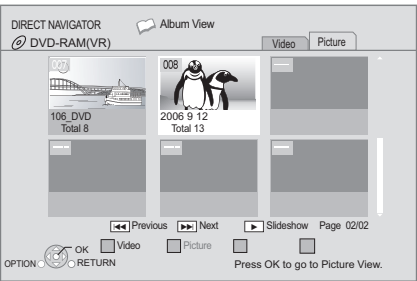 DIRECT NAVIGATOR Album View
DVD-RAM(VR) Video Picture
008
106_DVD 2006 9 12
Total 8 Total 13
Previous Next Slideshow Page 02/02
OK Video Picture
OPTION RETURN Press OK to go to Picture View.